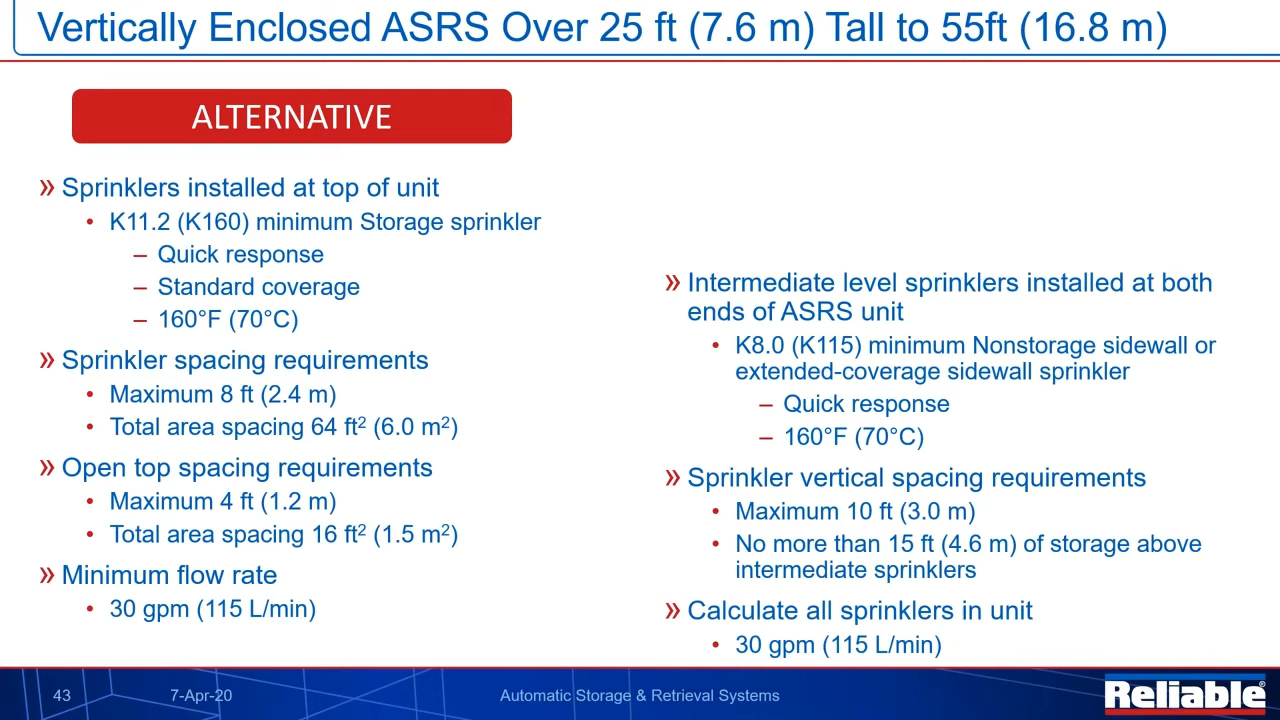 Vertically Enclosed ASRS Over 25 ft (7.6 m) Tall to 55ft (16.8 m)
ALTERNATIVE
» Sprinklers installed at top of unit
• K11.2 (K160) minimum Storage sprinkler
– Quick response
– Standard coverage
– 160°F (70°C)
» Sprinkler spacing requirements
• Maximum 8 ft (2.4 m)
• Total area spacing 64 ft² (6.0 m²)
» Open top spacing requirements
• Maximum 4 ft (1.2 m)
• Total area spacing 16 ft² (1.5 m²)
» Minimum flow rate
• 30 gpm (115 L/min)
» Intermediate level sprinklers installed at both
ends of ASRS unit
• K8.0 (K115) minimum Nonstorage sidewall or
extended-coverage sidewall sprinkler
– Quick response
– 160°F (70°C)
» Sprinkler vertical spacing requirements
• Maximum 10 ft (3.0 m)
• No more than 15 ft (4.6 m) of storage above
intermediate sprinklers
» Calculate all sprinklers in unit
• 30 gpm (115 L/min)
43
7-Apr-20
Automatic Storage & Retrieval Systems
Reliable®